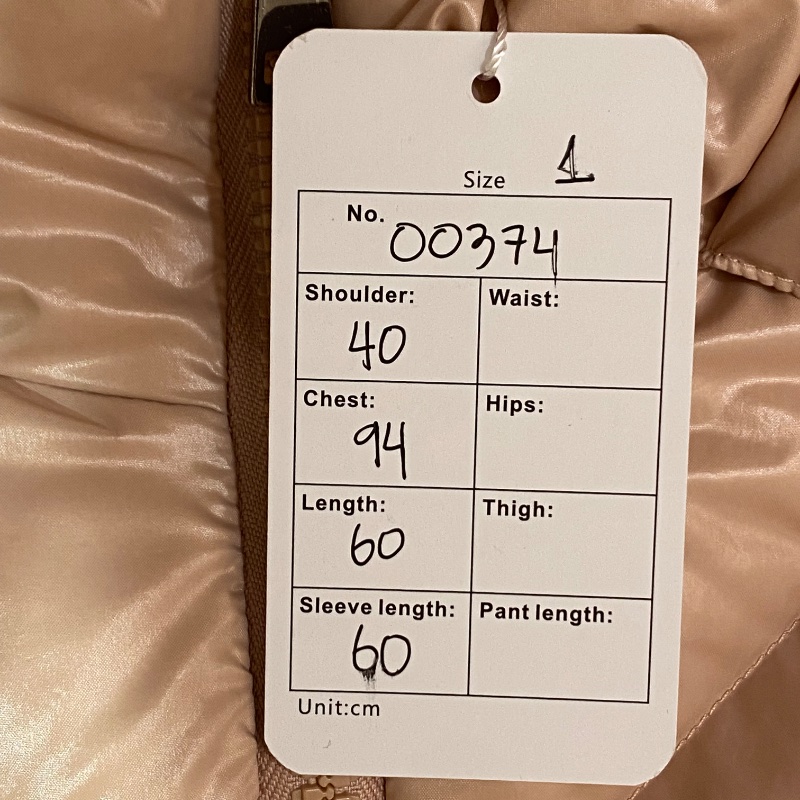 Size 1
No. 00374
Shoulder: Waist:
40
Chest: Hips:
94
Length: Thigh:
60
Sleeve length: Pant length:
60
Unit:cm